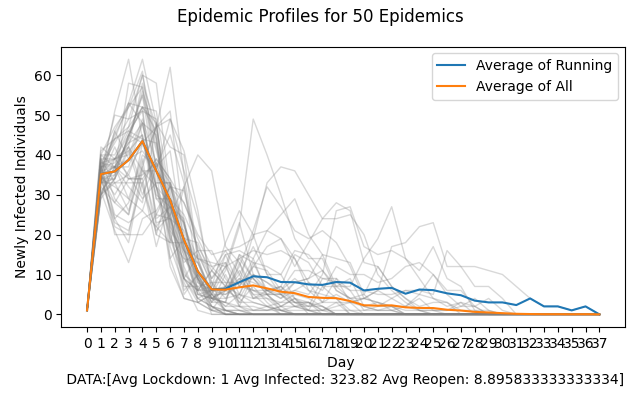 Epidemic Profiles for 50 Epidemics
Average of Running
Average of All
Newly Infected Individuals
60
50
40
30
20
10
0
0 1 2 3 4 5 6 7 8 9 10 11 12 13 14 15 16 17 18 19 20 21 22 23 24 25 26 27 28 29 30 31 32 33 34 35 36 37
Day
DATA:[Avg Lockdown: 1 Avg Infected: 323.82 Avg Reopen: 8.895833333333334]